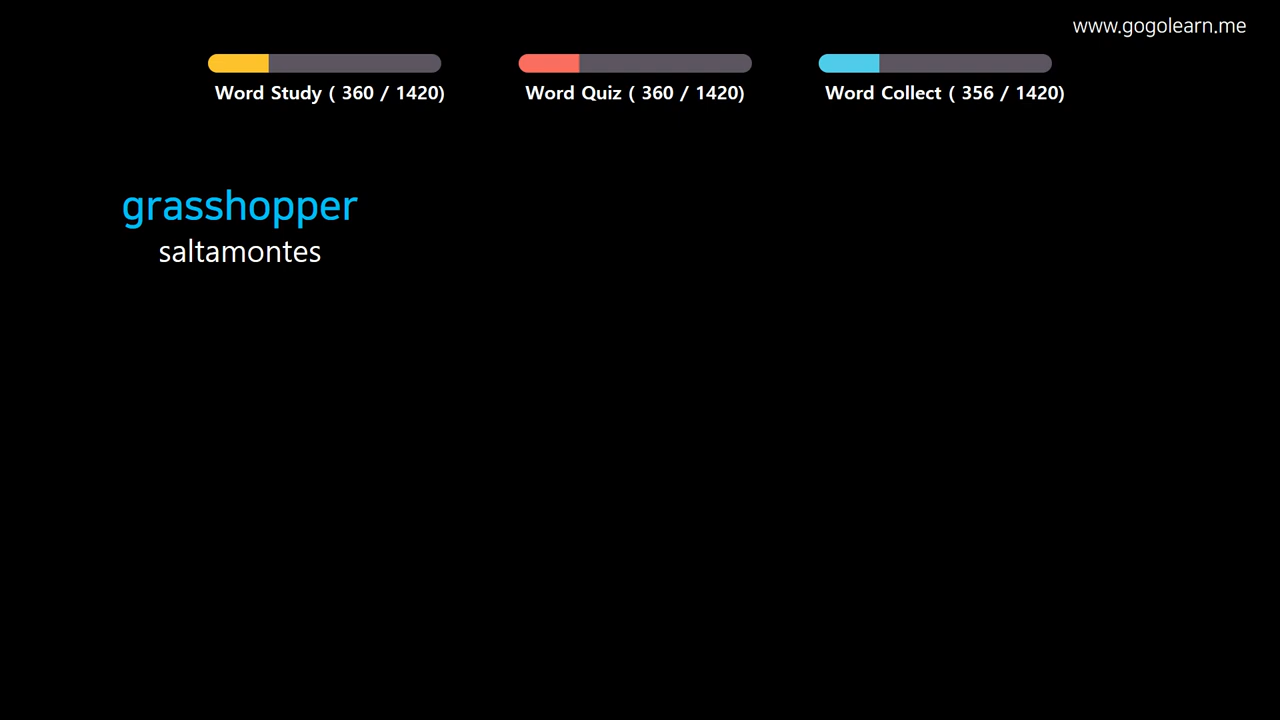 www.gogolearn.me
Word Study ( 360 / 1420)
Word Quiz ( 360 / 1420)
Word Collect ( 356 / 1420)
grasshopper
saltamontes